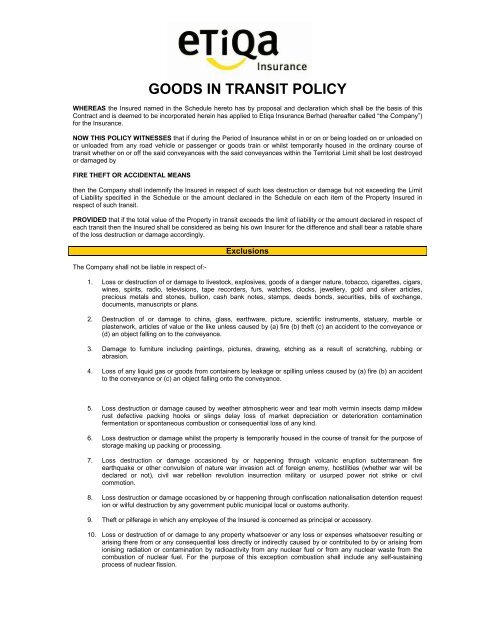 eTiQa
Insurance
GOODS IN TRANSIT POLICY
WHEREAS the Insured named in the Schedule hereto has by proposal and declaration which shall be the basis of this
Contract and is deemed to be incorporated herein has applied to Etiqa Insurance Berhad (hereafter called “the Company”)
for the Insurance.
NOW THIS POLICY WITNESSES that if during the Period of Insurance whilst in or on or being loaded on or unloaded on
or unloaded from any road vehicle or passenger or goods train or whilst temporarily housed in the ordinary course of
transit whether on or off the said conveyances with the said conveyances within the Territorial Limit shall be lost destroyed
or damaged by
FIRE THEFT OR ACCIDENTAL MEANS
then the Company shall indemnify the Insured in respect of such loss destruction or damage but not exceeding the Limit
of Liability specified in the Schedule or the amount declared in the Schedule on each item of the Property Insured in
respect of such transit.
PROVIDED that if the total value of the Property in transit exceeds the limit of liability or the amount declared in respect of
each transit then the Insured shall be considered as being his own Insurer for the difference and shall bear a ratable share
of the loss destruction or damage accordingly.
Exclusions
The Company shall not be liable in respect of:-
1. Loss or destruction of or damage to livestock, explosives, goods of a danger nature, tobacco, cigarettes, cigars,
wines, spirits, radio, televisions, tape recorders, furs, watches, clocks, jewellery, gold and silver articles,
precious metals and stones, bullion, cash bank notes, stamps, deeds bonds, securities, bills of exchange,
documents, manuscripts or plans.
2. Destruction of or damage to china, glass, earthware, picture, scientific instruments, statuary, marble or
plasterwork, articles of value or the like unless caused by (a) fire (b) theft (c) an accident to the conveyance or
(d) an object falling on to the conveyance.
3. Damage to furniture including paintings, pictures, drawing, etching as a result of scratching, rubbing or
abrasion.
4. Loss of any liquid gas or goods from containers by leakage or spilling unless caused by (a) fire (b) an accident
to the conveyance or (c) an object falling onto the conveyance.
5. Loss destruction or damage caused by weather atmospheric wear and tear moth vermin insects damp mildew
rust defective packing hooks or slings delay loss of market depreciation or deterioration contamination
fermentation or spontaneous combustion or consequential loss of any kind.
6. Loss destruction or damage whilst the property is temporarily housed in the course of transit for the purpose of
storage making up packing or processing.
7. Loss destruction or damage occasioned by or happening through volcanic eruption subterranean fire
earthquake or other convulsion of nature war invasion act of foreign enemy, hostilities (whether war will be
declared or not), civil war rebellion revolution insurrection military or usurped power riot strike or civil
commotion.
8. Loss destruction or damage occasioned by or happening through confiscation nationalisation detention request
ion or wilful destruction by any government public municipal local or customs authority.
9. Theft or pilferage in which any employee of the Insured is concerned as principal or accessory.
10. Loss or destruction of or damage to any property whatsoever or any loss or expenses whatsoever resulting or
arising there from or any consequential loss directly or indirectly caused by or contributed to by or arising from
ionising radiation or contamination by radioactivity from any nuclear fuel or from any nuclear waste from the
combustion of nuclear fuel. For the purpose of this exception combustion shall include any self-sustaining
process of nuclear fission.